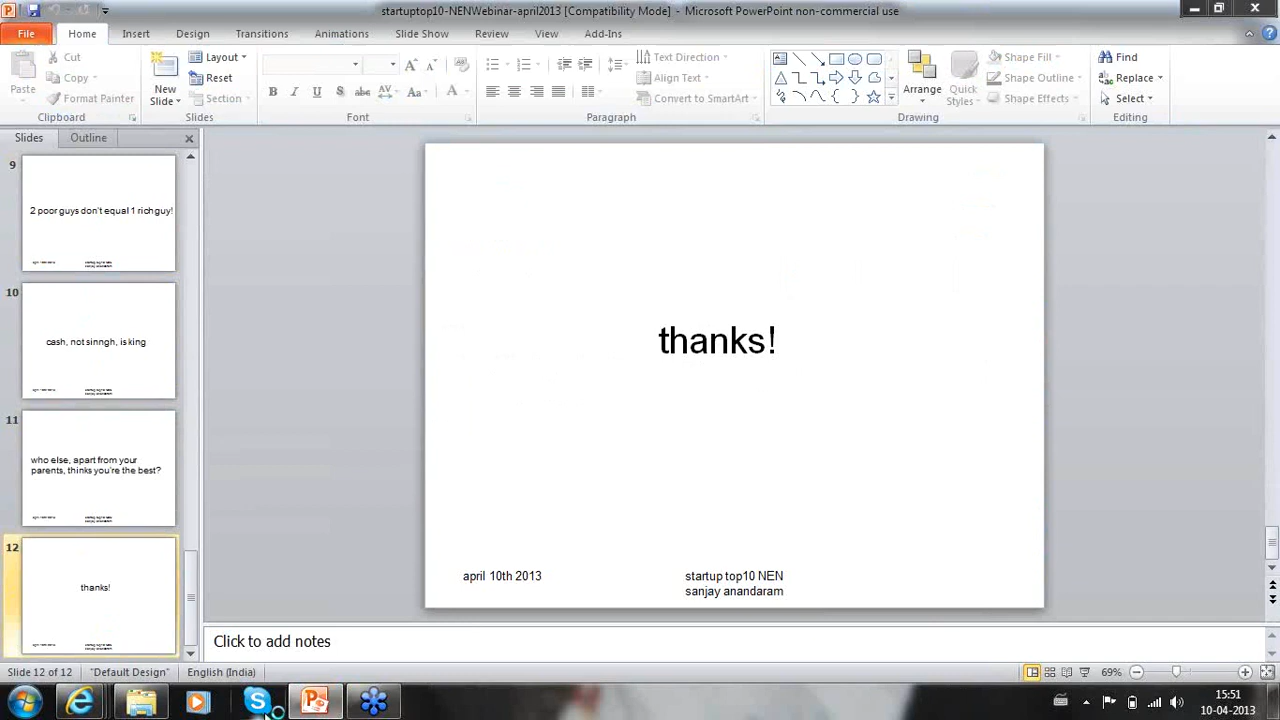 startuptop10-NENWebinar-april2013 [Compatibility Mode] - Microsoft PowerPoint non-commercial use
File Home Insert Design Transitions Animations Slide Show Review View Add-Ins
Paste
Cut
Copy
Format Painter
Clipboard
New Slide
Layout
Reset
Section
Slides
Font
Text Direction
Align Text
Convert to SmartArt
Paragraph
Arrange
Quick Styles
Shape Fill
Shape Outline
Shape Effects
Drawing
Find
Replace
Select
Editing
Slides Outline
9
2 poor guys don't equal 1 rich guy!
10
cash, not sinngh, is king
11
who else, apart from your
parents, thinks you're the best?
12
thanks!
thanks!
april 10th 2013
startup top10 NEN
sanjay anandaram
Click to add notes
Slide 12 of 12 "Default Design" English (India) 69%
15:51
10-04-2013